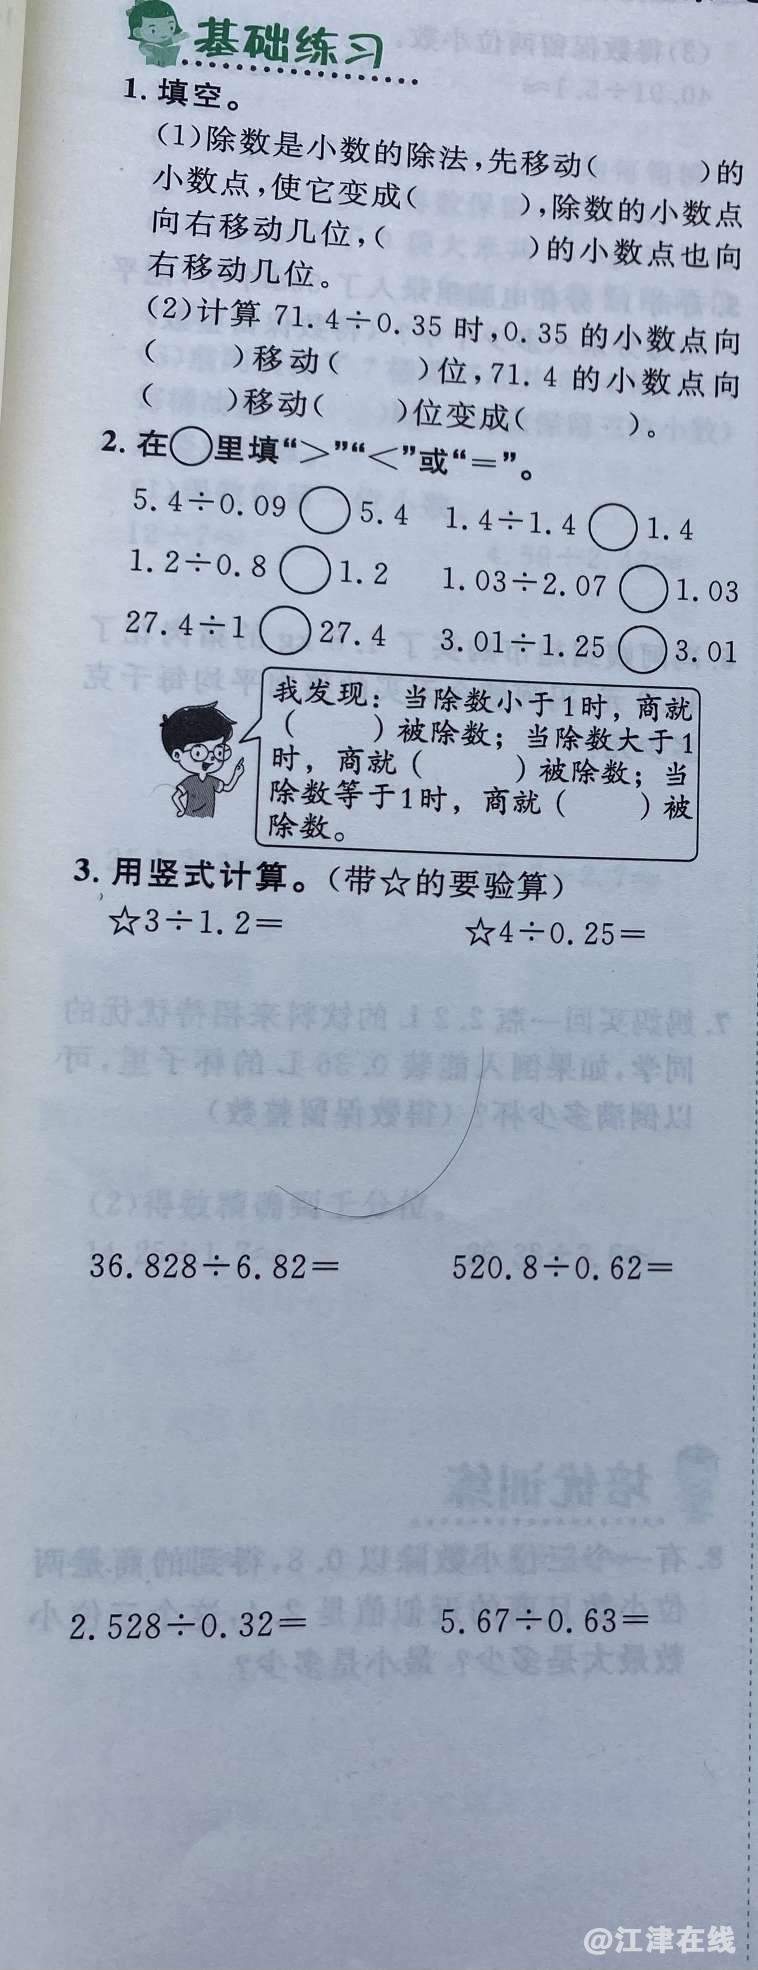 基础练习
1. 填空。
(1)除数是小数的除法,先移动(　　)的
小数点,使它变成(　　),除数的小数点
向右移动几位,(　　)的小数点也向
右移动几位。
(2)计算 71.4÷0.35 时,0.35 的小数点向
(　　)移动(　　)位,71.4 的小数点向
(　　)移动(　　)位变成(　　)。
2. 在○里填“>”“<”或“=”。
5.4÷0.09○5.4　1.4÷1.4○1.4
1.2÷0.8○1.2　1.03÷2.07○1.03
27.4÷1○27.4　3.01÷1.25○3.01
我发现：当除数小于1时，商就
(　　)被除数；当除数大于1
时，商就(　　)被除数；当
除数等于1时，商就(　　)被
除数。
3. 用竖式计算。(带☆的要验算)
☆3÷1.2=　☆4÷0.25=
36.828÷6.82=　520.8÷0.62=
2.528÷0.32=　5.67÷0.63=
@江津在线